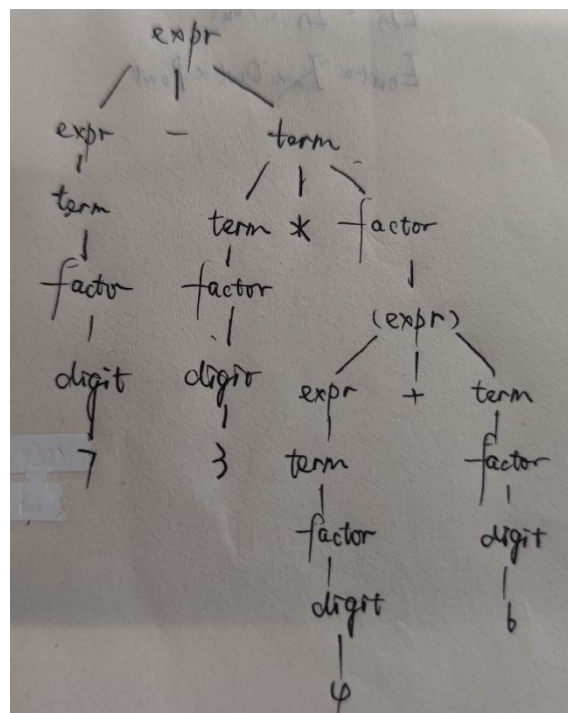 expr
expr - term
term
term * factor
factor
factor
(expr)
digit
digit
expr + term
7
3
term
factor
factor
digit
digit
6
4